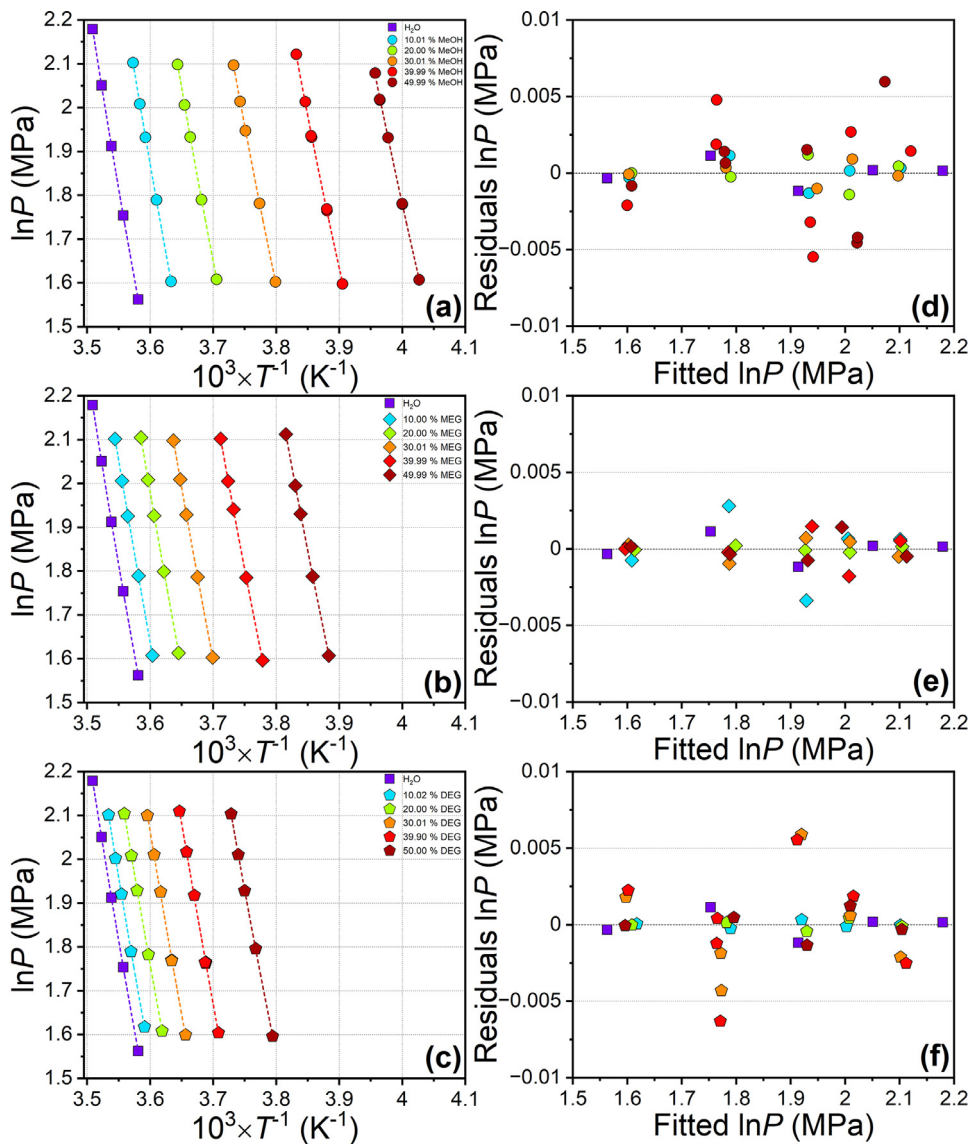 2.2
2.1
2
1.9
1.8
1.7
1.6
1.5
lnP (MPa)
H₂O
10.01 % MeOH
20.00 % MeOH
30.01 % MeOH
39.99 % MeOH
49.99 % MeOH
(a)
3.5 3.6 3.7 3.8 3.9 4 4.1
10³×T⁻¹ (K⁻¹)
0.01
0.005
0
−0.005
−0.01
Residuals lnP (MPa)
(d)
1.5 1.6 1.7 1.8 1.9 2 2.1 2.2
Fitted lnP (MPa)
2.2
2.1
2
1.9
1.8
1.7
1.6
1.5
lnP (MPa)
H₂O
10.00 % MEG
20.00 % MEG
30.01 % MEG
39.99 % MEG
49.99 % MEG
(b)
3.5 3.6 3.7 3.8 3.9 4 4.1
10³×T⁻¹ (K⁻¹)
0.01
0.005
0
−0.005
−0.01
Residuals lnP (MPa)
(e)
1.5 1.6 1.7 1.8 1.9 2 2.1 2.2
Fitted lnP (MPa)
2.2
2.1
2
1.9
1.8
1.7
1.6
1.5
lnP (MPa)
H₂O
10.02 % DEG
20.00 % DEG
30.01 % DEG
39.90 % DEG
50.00 % DEG
(c)
3.5 3.6 3.7 3.8 3.9 4 4.1
10³×T⁻¹ (K⁻¹)
0.01
0.005
0
−0.005
−0.01
Residuals lnP (MPa)
(f)
1.5 1.6 1.7 1.8 1.9 2 2.1 2.2
Fitted lnP (MPa)